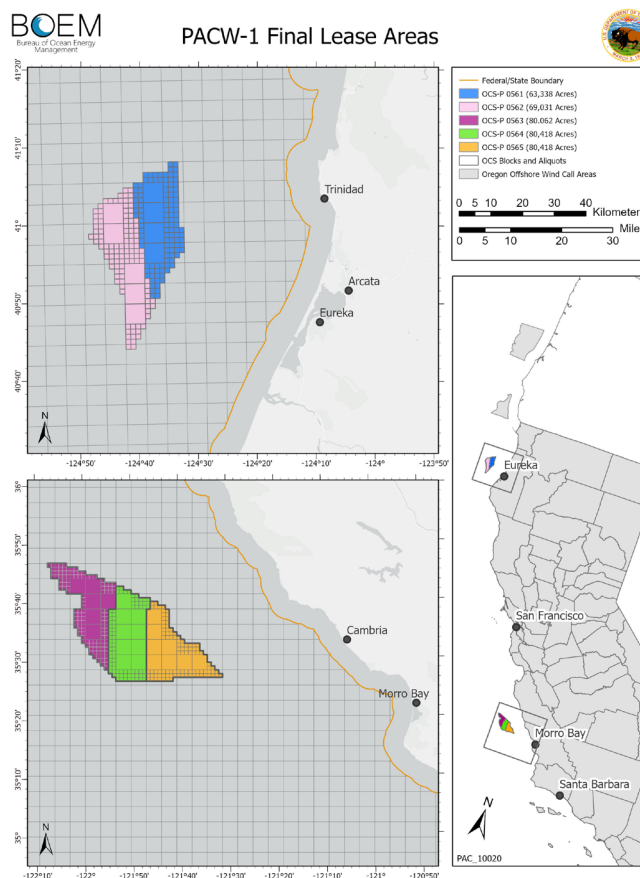 BOEM
Bureau of Ocean Energy
Management
PACW-1 Final Lease Areas
41°20'
41°10'
41°
40°50'
40°40'
Trinidad
Arcata
Eureka
N
-124°50' -124°40' -124°30' -124°20' -124°10' -124° -123°50'
Federal/State Boundary
OCS-P 0561 (63,338 Acres)
OCS-P 0562 (69,031 Acres)
OCS-P 0563 (80,062 Acres)
OCS-P 0564 (80,418 Acres)
OCS-P 0565 (80,418 Acres)
OCS Blocks and Aliquots
Oregon Offshore Wind Call Areas
0 5 10 20 30 40 Kilometer
Mile
0 5 10 20 30
36°
35°50'
35°40'
35°30'
35°20'
35°10'
35°
Cambria
Morro Bay
N
-122°10' -122° -121°50' -121°40' -121°30' -121°20' -121°10' -121° -120°50'
Eureka
San Francisco
Morro Bay
Santa Barbara
N
PAC_10020